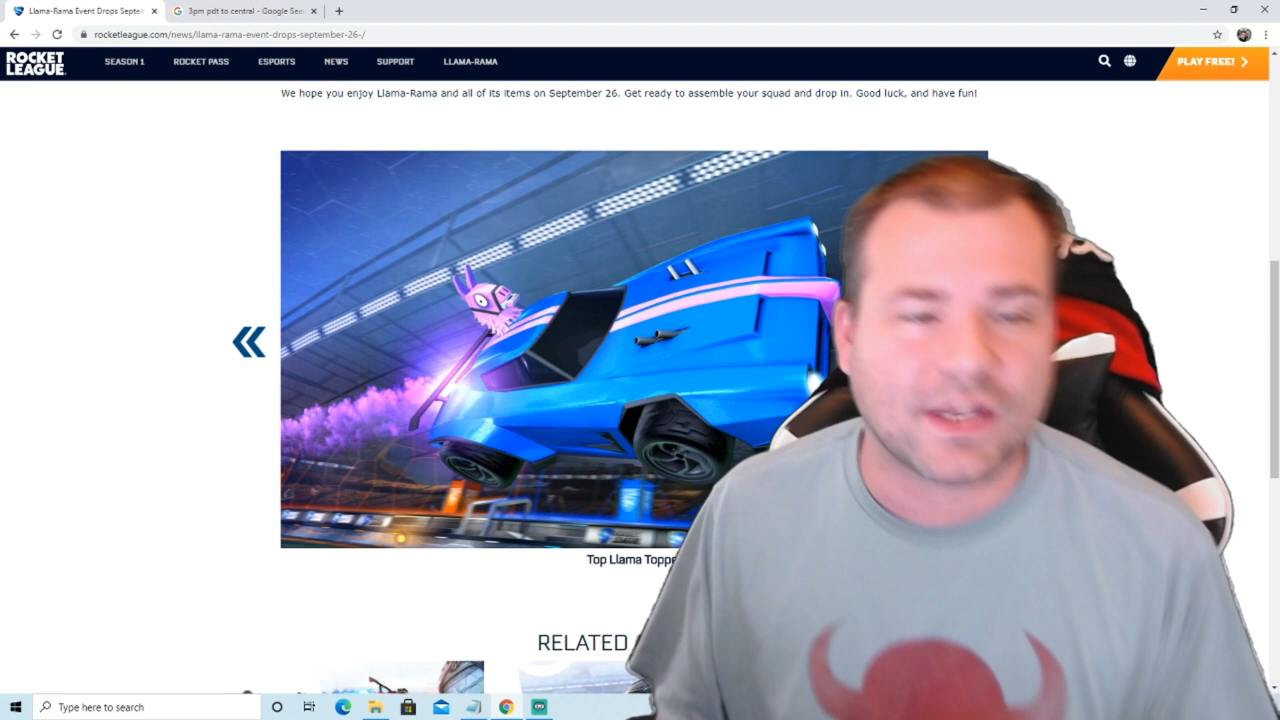 Llama-Rama Event Drops Septem
3pm pdt to central - Google Sea
rocketleague.com/news/llama-rama-event-drops-september-26-/
ROCKET
LEAGUE
SEASON 1
ROCKET PASS
ESPORTS
NEWS
SUPPORT
LLAMA-RAMA
PLAY FREE!
We hope you enjoy Llama-Rama and all of its items on September 26. Get ready to assemble your squad and drop in. Good luck, and have fun!
Top Llama Toppe
RELATED
Type here to search